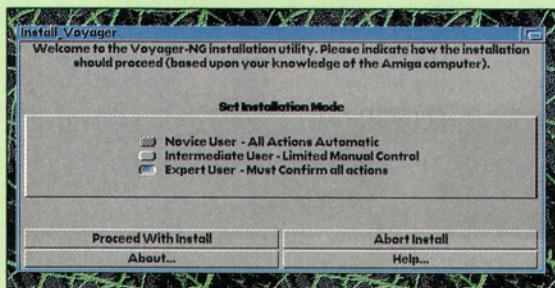 Install_Voyager
Welcome to the Voyager-NG installation utility. Please indicate how the installation
should proceed (based upon your knowledge of the Amiga computer).
Set Installation Mode
Novice User - All Actions Automatic
Intermediate User - Limited Manual Control
Expert User - Must Confirm all actions
Proceed With Install
Abort Install
About...
Help...